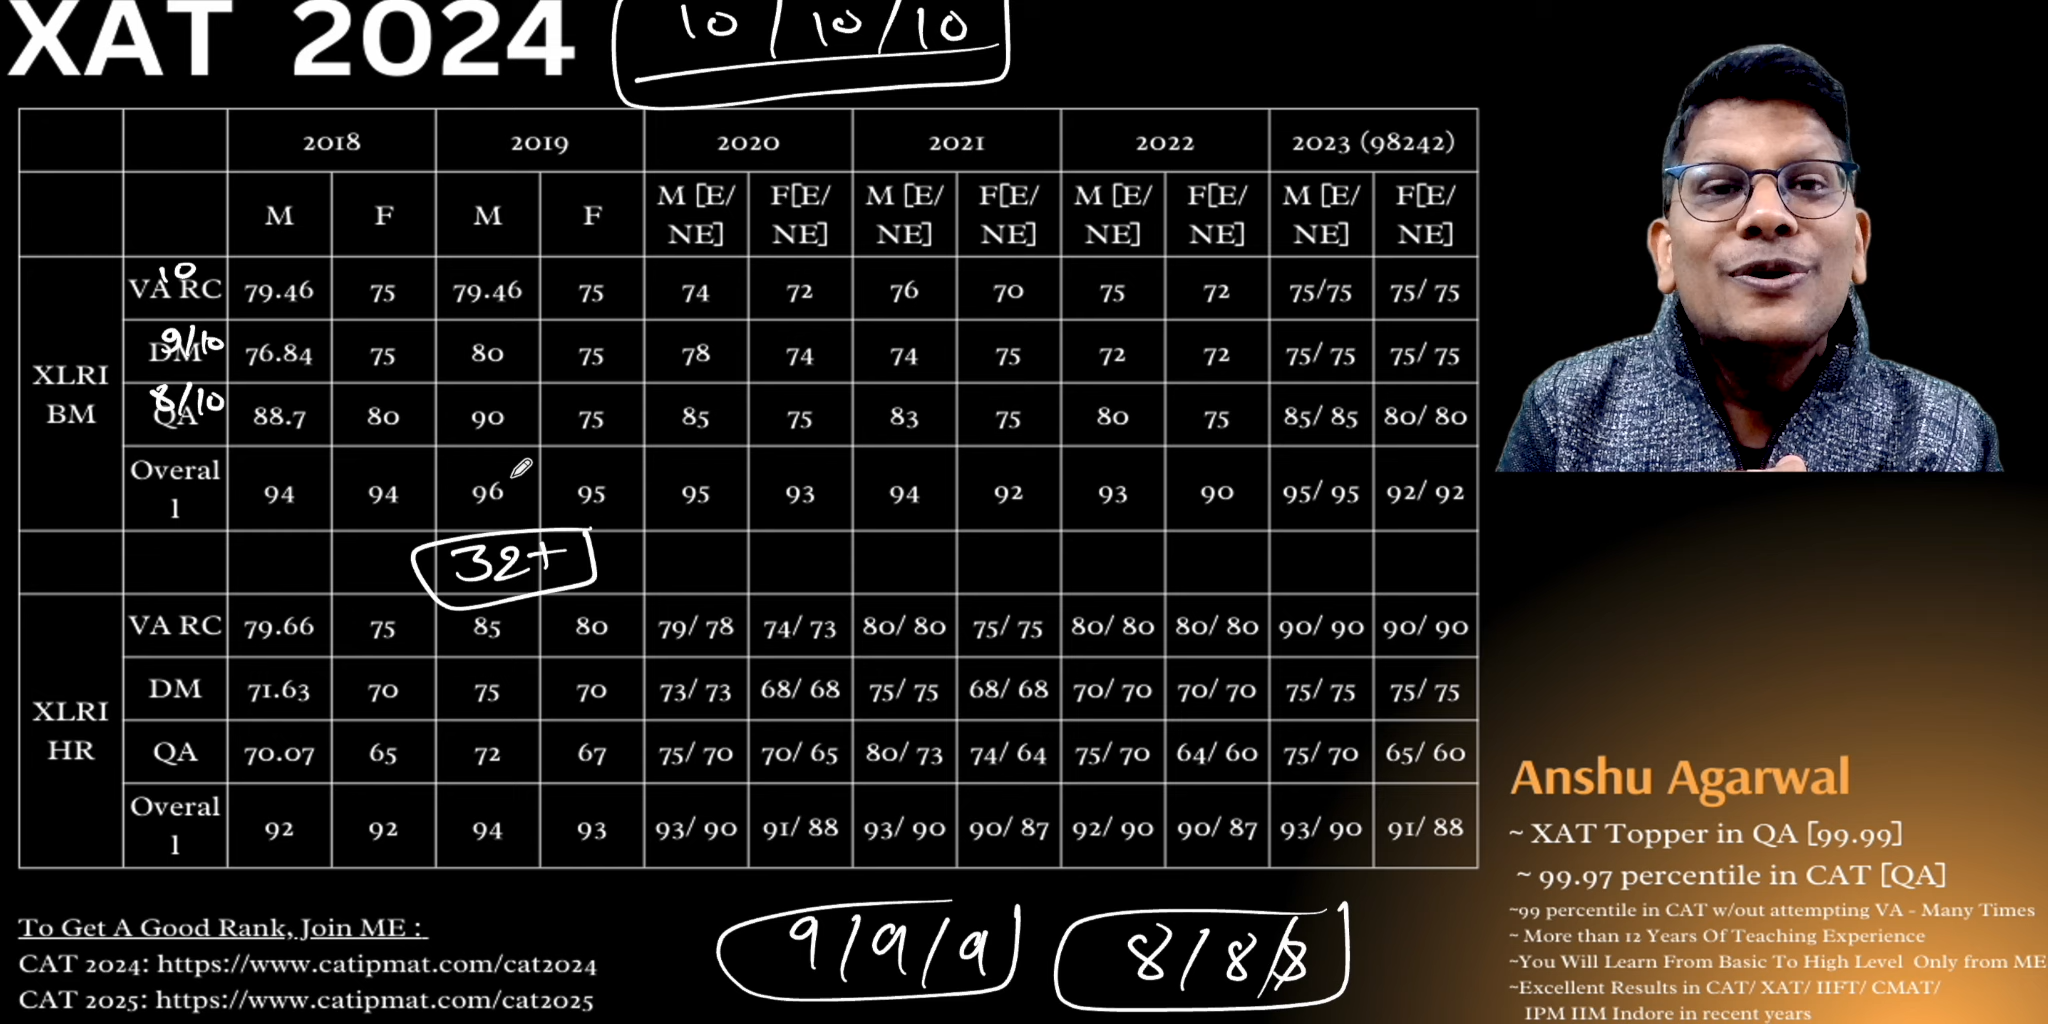 XAT 2024 10/10/10
2018 2019 2020 2021 2022 2023 (98242)
M F M F M [E/ NE] F[E/ NE] M [E/ NE] F[E/ NE] M [E/ NE] F[E/ NE] M [E/ NE] F[E/ NE]
XLRI BM
VA RC 10 79.46 75 79.46 75 74 72 76 70 75 72 75/75 75/ 75
DM 9/10 76.84 75 80 75 78 74 74 75 72 72 75/ 75 75/ 75
QA 8/10 88.7 80 90 75 85 75 83 75 80 75 85/ 85 80/ 80
Overal l 94 94 96 95 95 93 94 92 93 90 95/ 95 92/ 92
32+
XLRI HR
VA RC 79.66 75 85 80 79/ 78 74/ 73 80/ 80 75/ 75 80/ 80 80/ 80 90/ 90 90/ 90
DM 71.63 70 75 70 73/ 73 68/ 68 75/ 75 68/ 68 70/ 70 70/ 70 75/ 75 75/ 75
QA 70.07 65 72 67 75/ 70 70/ 65 80/ 73 74/ 64 75/ 70 64/ 60 75/ 70 65/ 60
Overal l 92 92 94 93 93/ 90 91/ 88 93/ 90 90/ 87 92/ 90 90/ 87 93/ 90 91/ 88
To Get A Good Rank, Join ME :
CAT 2024: https://www.catipmat.com/cat2024
CAT 2025: https://www.catipmat.com/cat2025
9/9/9
8/8/8
Anshu Agarwal
~ XAT Topper in QA [99.99]
~ 99.97 percentile in CAT [QA]
~99 percentile in CAT w/out attempting VA - Many Times
~ More than 12 Years Of Teaching Experience
~You Will Learn From Basic To High Level Only from ME
~Excellent Results in CAT/ XAT/ IIFT/ CMAT/
IPM IIM Indore in recent years